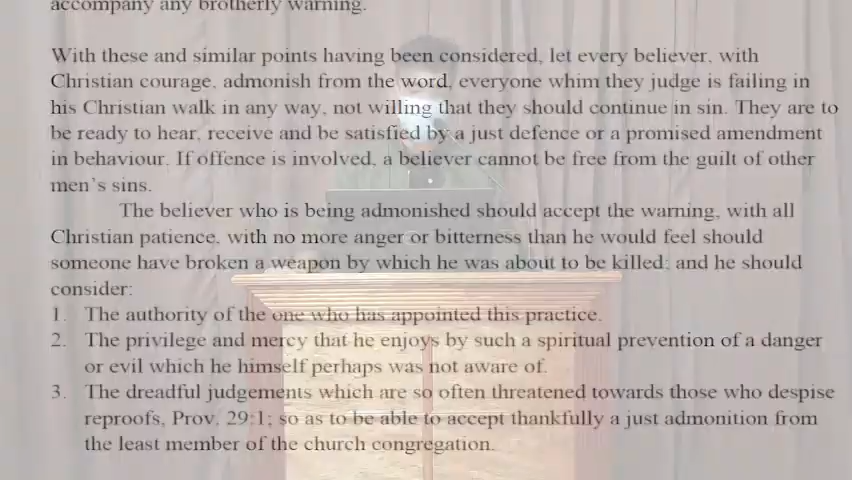 accompany any brotherly warning.
With these and similar points having been considered, let every believer, with
Christian courage, admonish from the word, everyone whim they judge is failing in
his Christian walk in any way, not willing that they should continue in sin. They are to
be ready to hear, receive and be satisfied by a just defence or a promised amendment
in behaviour. If offence is involved, a believer cannot be free from the guilt of other
men's sins.
The believer who is being admonished should accept the warning, with all
Christian patience, with no more anger or bitterness than he would feel should
someone have broken a weapon by which he was about to be killed; and he should
consider:
1. The authority of the one who has appointed this practice.
2. The privilege and mercy that he enjoys by such a spiritual prevention of a danger
or evil which he himself perhaps was not aware of.
3. The dreadful judgements which are so often threatened towards those who despise
reproofs, Prov. 29:1; so as to be able to accept thankfully a just admonition from
the least member of the church congregation.